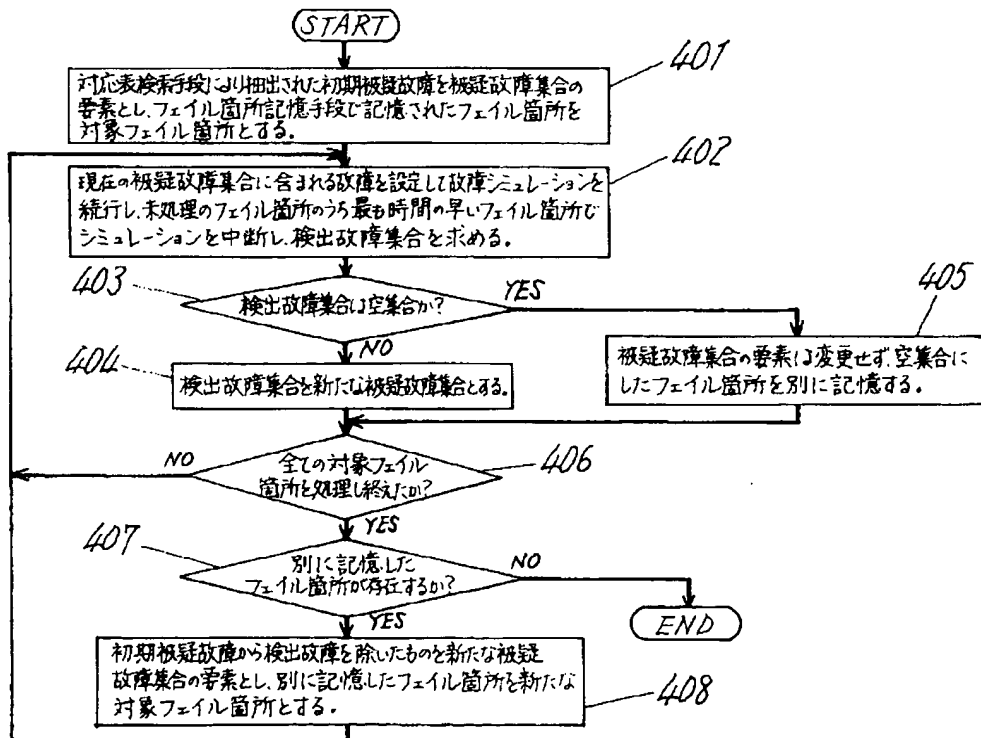 START
401
対応表検索手段により抽出された初期被疑故障を被疑故障集合の
要素とし、フェイル箇所記憶手段で記憶されたフェイル箇所を
対象フェイル箇所とする。
402
現在の被疑故障集合に含まれる故障を設定して故障シミュレーションを
続行し、未処理のフェイル箇所のうち最も時間の早いフェイル箇所で
シミュレーションを中断し、検出故障集合を求める。
403
検出故障集合は空集合か?
YES
NO
405
被疑故障集合の要素は変更せず、空集合に
したフェイル箇所を別に記憶する。
404
検出故障集合を新たな被疑故障集合とする。
406
全ての対象フェイル
箇所を処理し終えたか?
NO
YES
407
別に記憶した
フェイル箇所が存在するか?
NO
YES
END
初期被疑故障から検出故障を除いたものを新たな被疑
故障集合の要素とし、別に記憶したフェイル箇所を新たな
対象フェイル箇所とする。
408